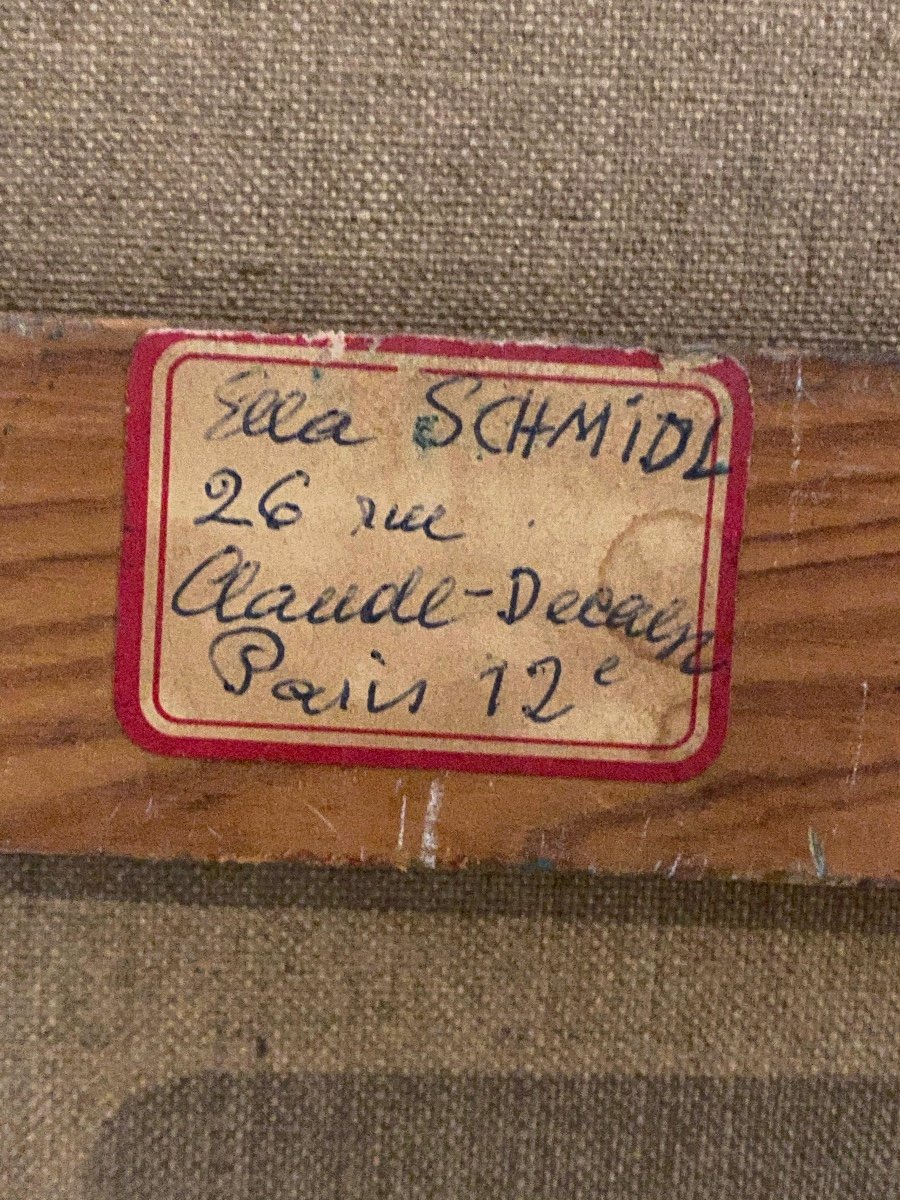 Ella SCHMiDL
26 rue
Claude-Decaen
Paris 12e